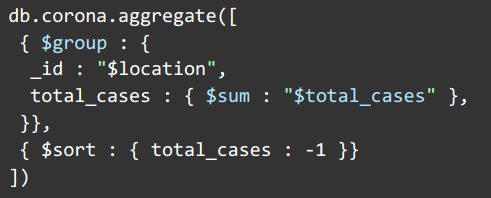 db.corona.aggregate([
 { $group : {
  _id : "$location",
  total_cases : { $sum : "$total_cases" },
 }},
 { $sort : { total_cases : -1 }}
])